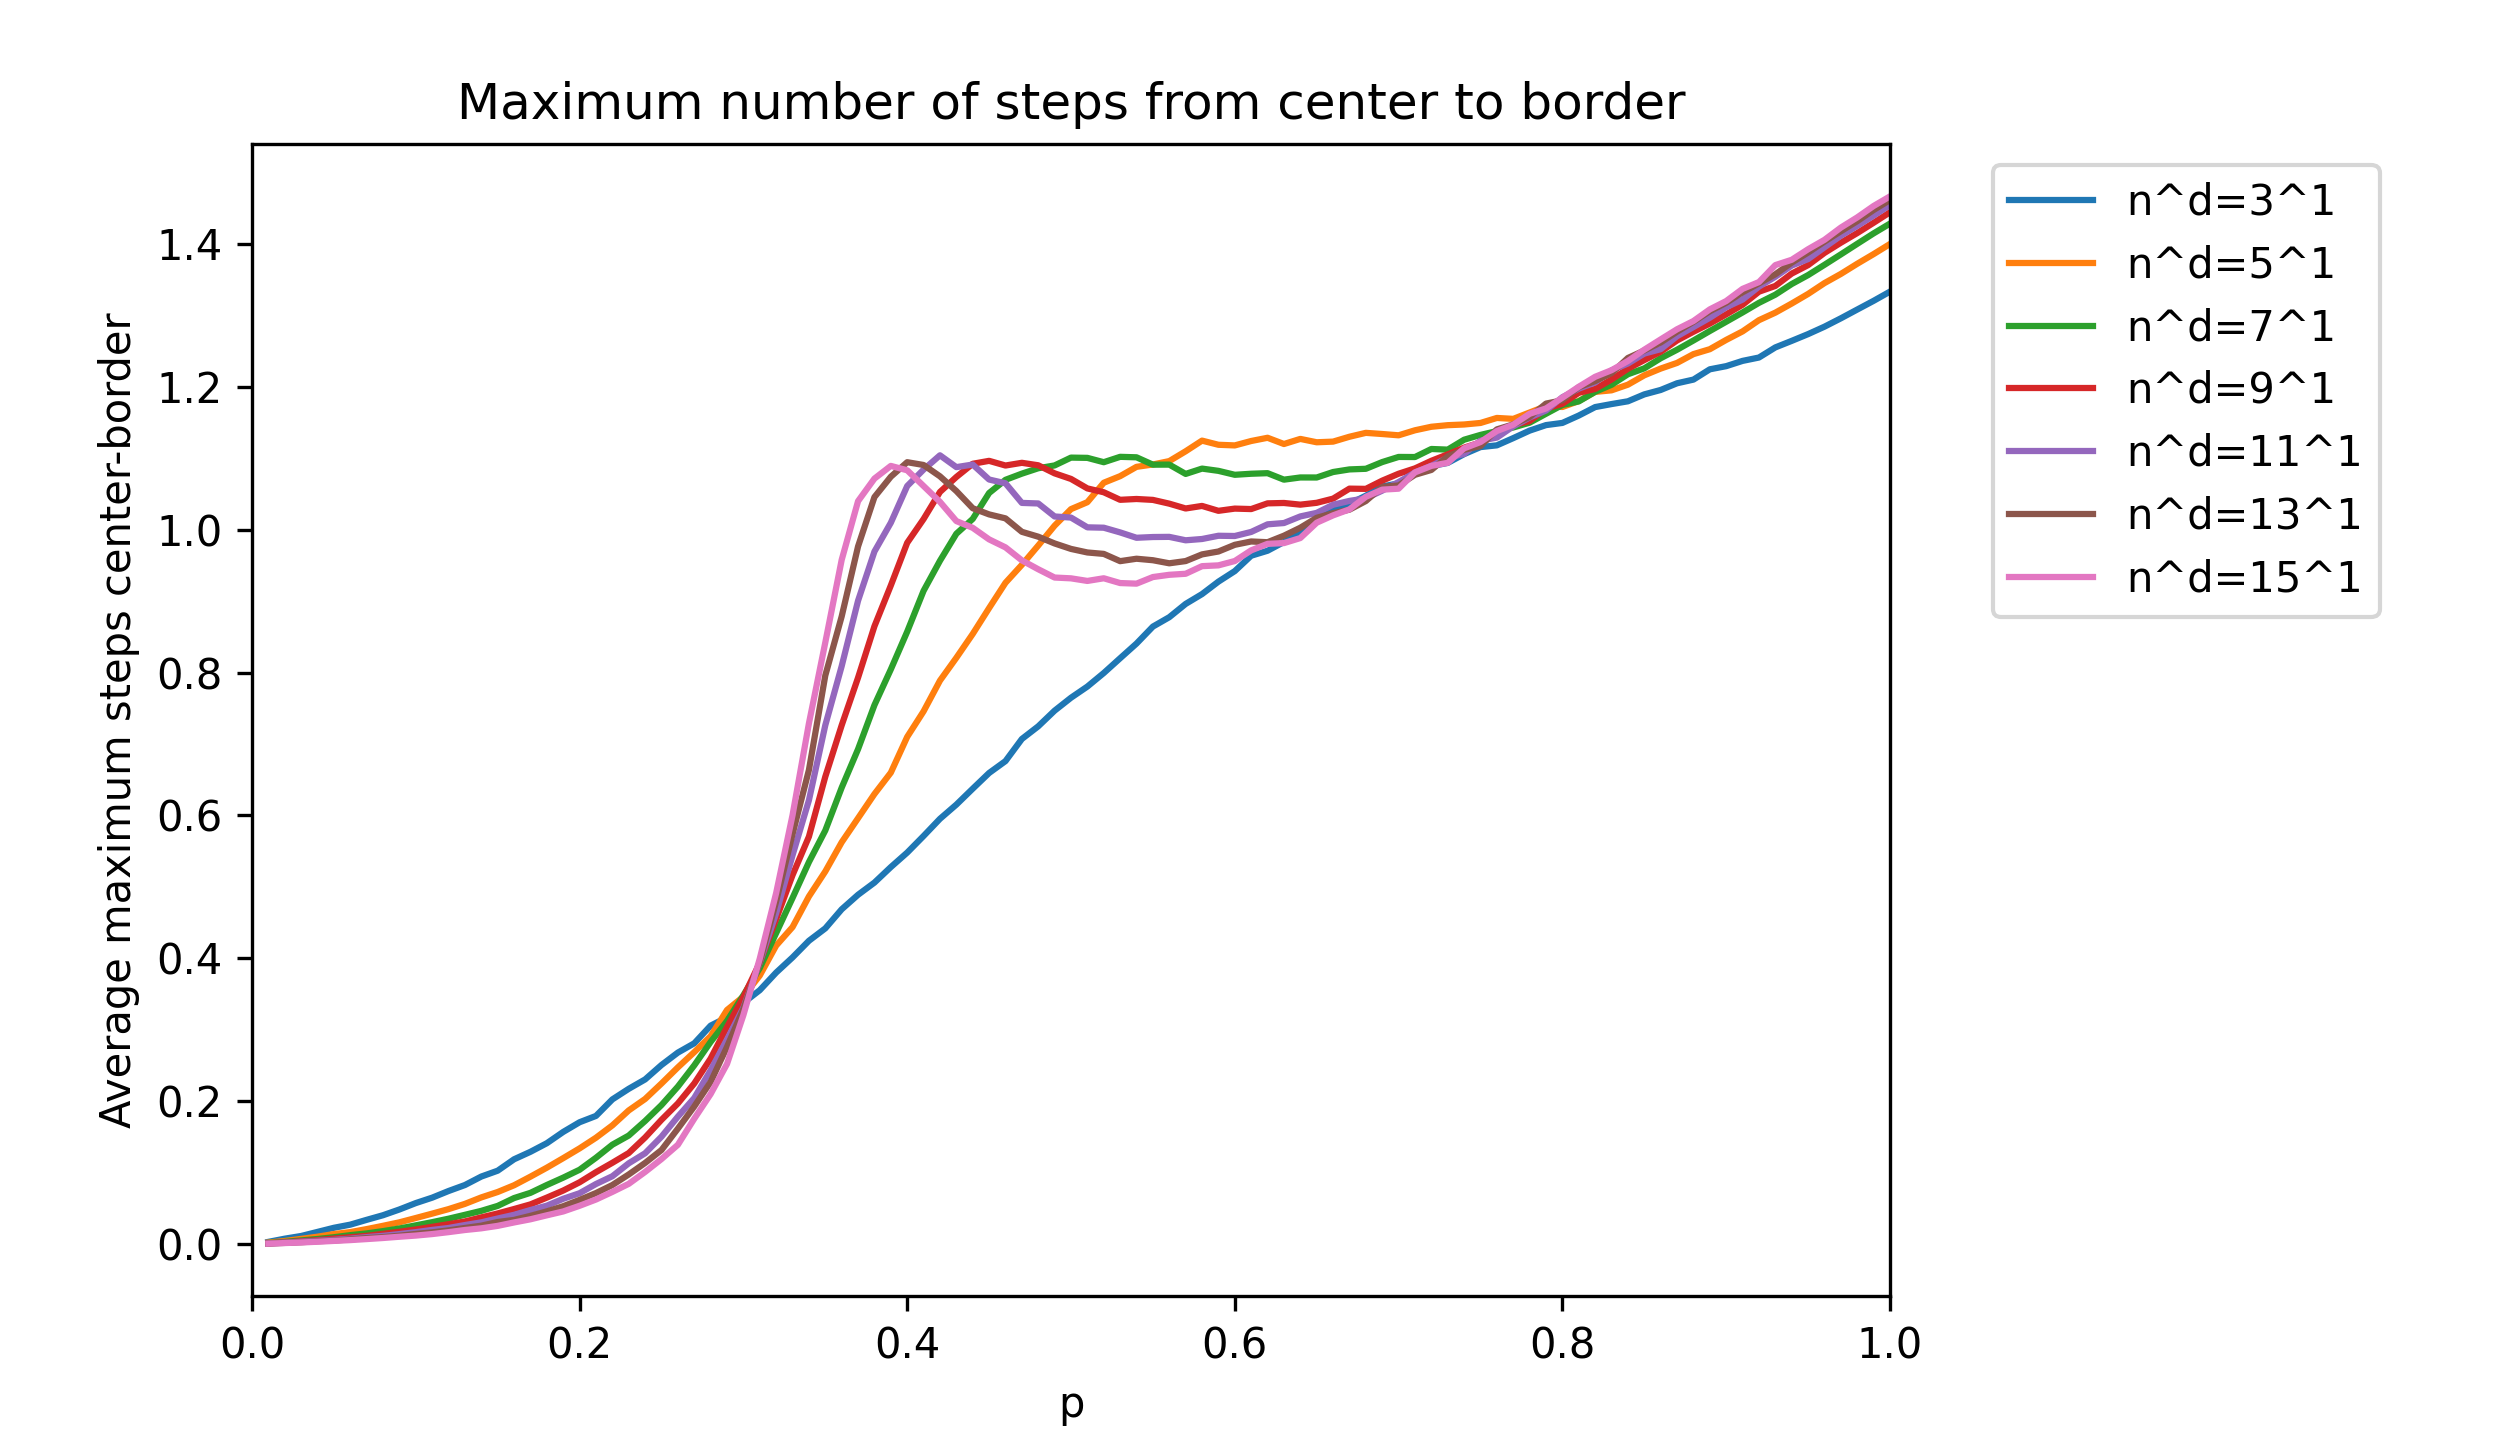 Maximum number of steps from center to border
Average maximum steps center-border
1.4
1.2
1.0
0.8
0.6
0.4
0.2
0.0
0.0 0.2 0.4 0.6 0.8 1.0
p
n^d=3^1
n^d=5^1
n^d=7^1
n^d=9^1
n^d=11^1
n^d=13^1
n^d=15^1